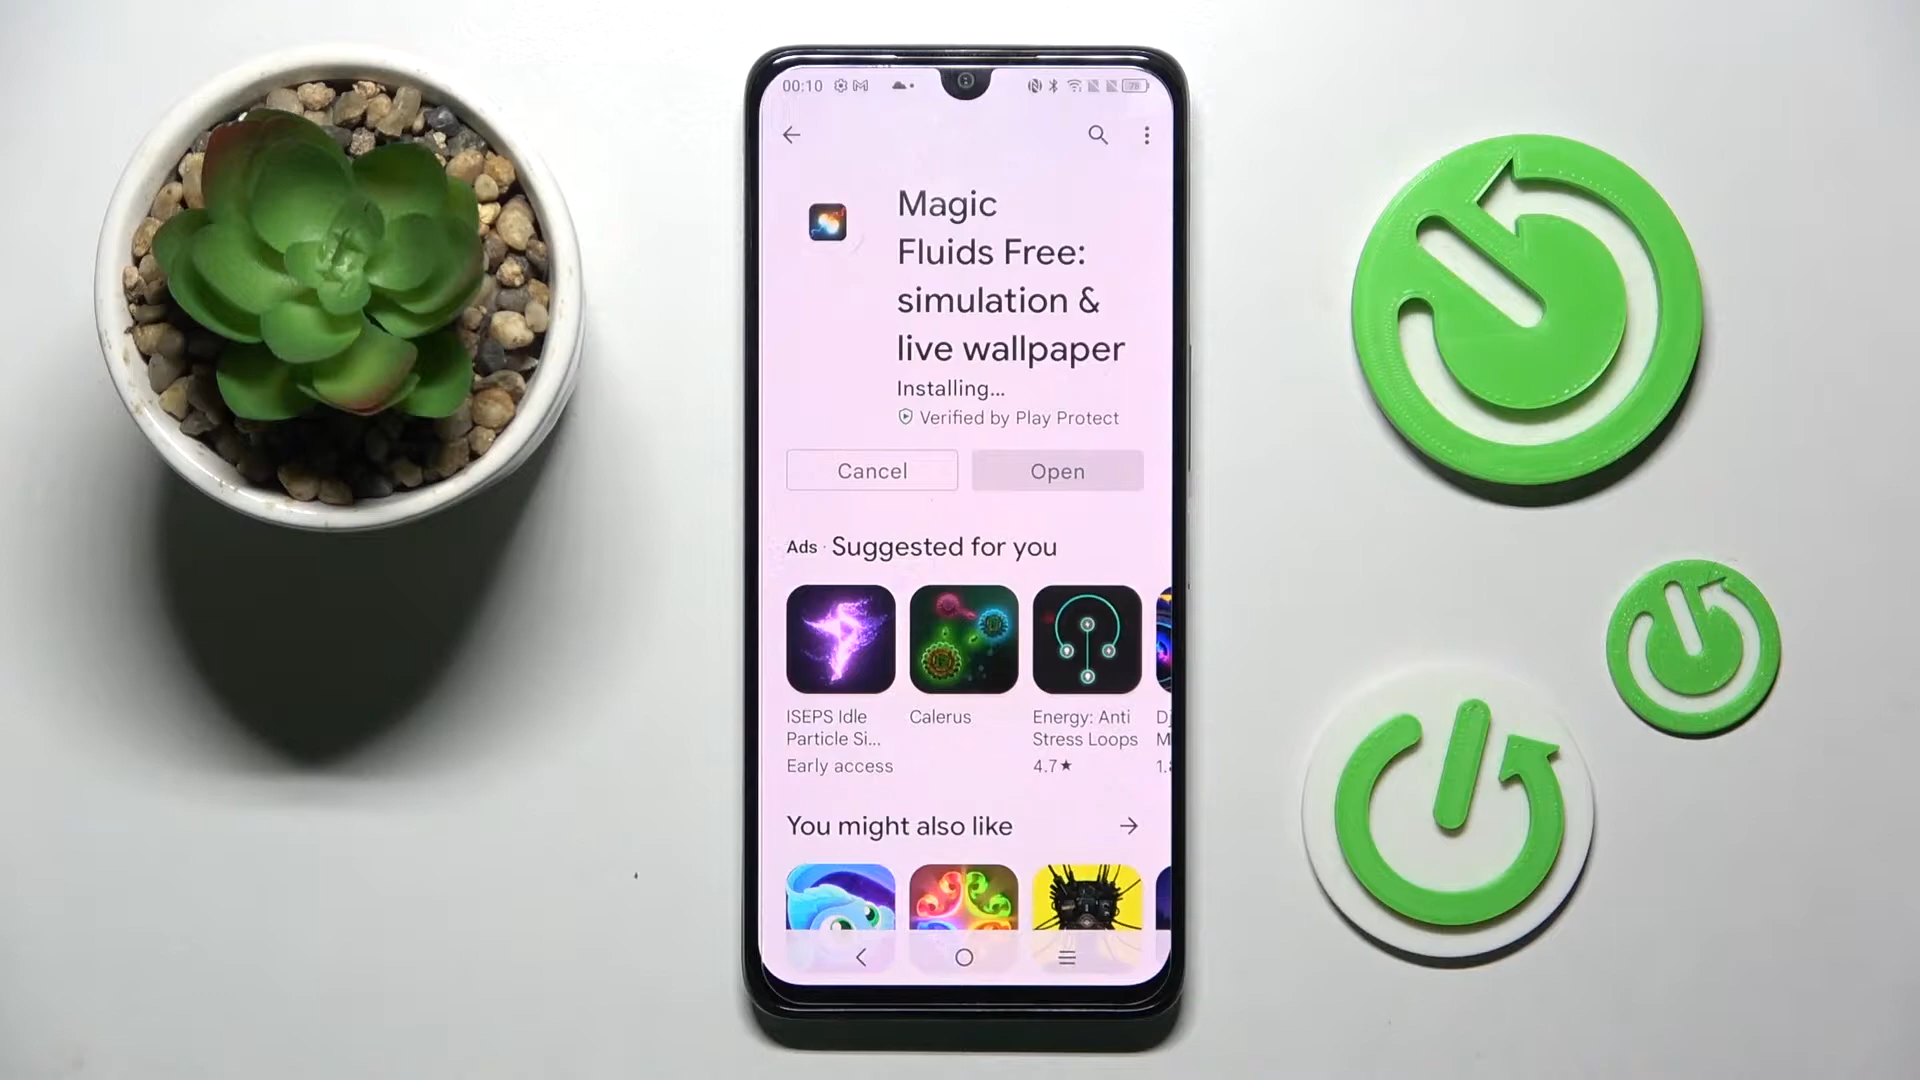 00:10
78
Magic
Fluids Free:
simulation &
live wallpaper
Installing...
Verified by Play Protect
Cancel
Open
Ads · Suggested for you
ISEPS Idle
Particle Si...
Early access
Calerus
Energy: Anti
Stress Loops
4.7★
You might also like